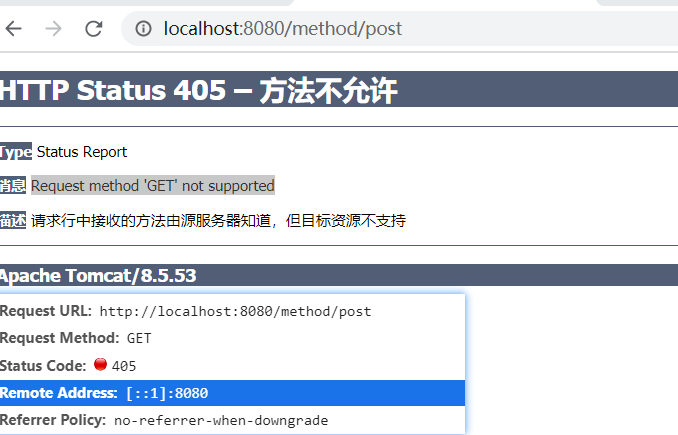 localhost:8080/method/post
HTTP Status 405 – 方法不允许
Type Status Report
消息 Request method 'GET' not supported
描述 请求行中接收的方法由源服务器知道，但目标资源不支持
Apache Tomcat/8.5.53
Request URL: http://localhost:8080/method/post
Request Method: GET
Status Code: 405
Remote Address: [::1]:8080
Referrer Policy: no-referrer-when-downgrade